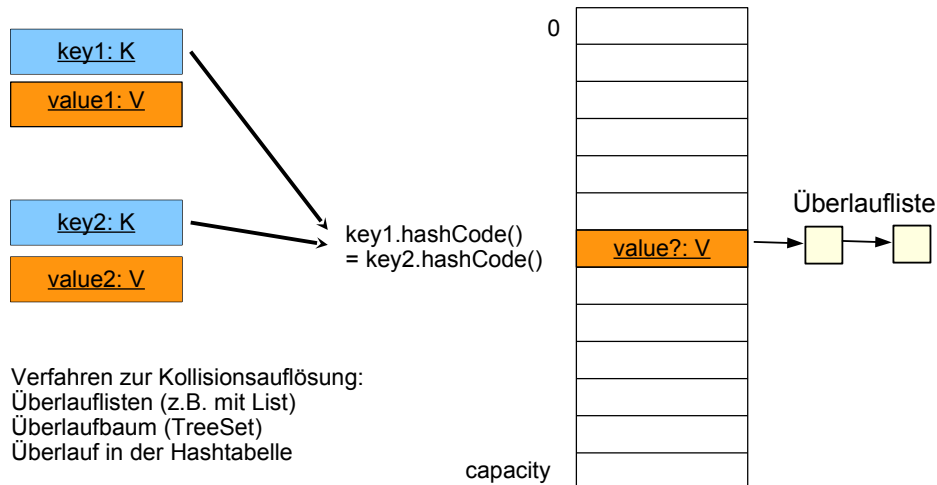 0
key1: K
value1: V
key2: K
value2: V
key1.hashCode()
= key2.hashCode()
value?: V
Überlaufliste
Verfahren zur Kollisionsauflösung:
Überlauflisten (z.B. mit List)
Überlaufbaum (TreeSet)
Überlauf in der Hashtabelle
capacity